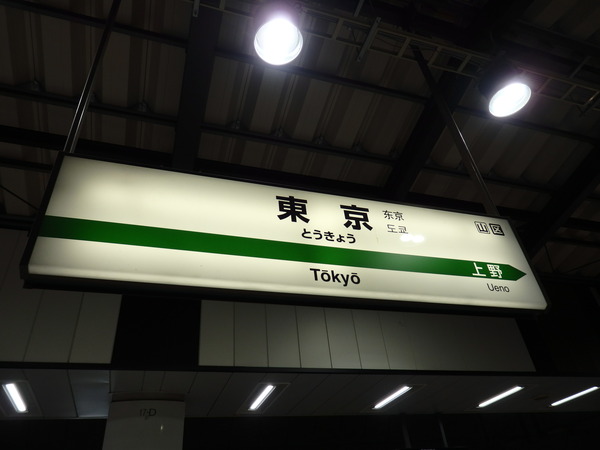 東京
东京
도쿄
とうきょう
Tōkyō
山 区
上野
Ueno